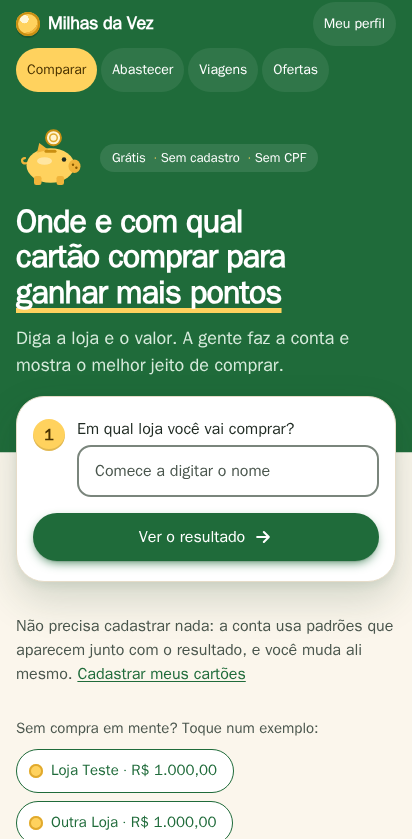 Milhas da Vez
Meu perfil
Comparar
Abastecer
Viagens
Ofertas
Grátis · Sem cadastro · Sem CPF
Onde e com qual
cartão comprar para
ganhar mais pontos
Diga a loja e o valor. A gente faz a conta e
mostra o melhor jeito de comprar.
1
Em qual loja você vai comprar?
Comece a digitar o nome
Ver o resultado →
Não precisa cadastrar nada: a conta usa padrões que
aparecem junto com o resultado, e você muda ali
mesmo. Cadastrar meus cartões
Sem compra em mente? Toque num exemplo:
Loja Teste · R$ 1.000,00
Outra Loja · R$ 1.000,00